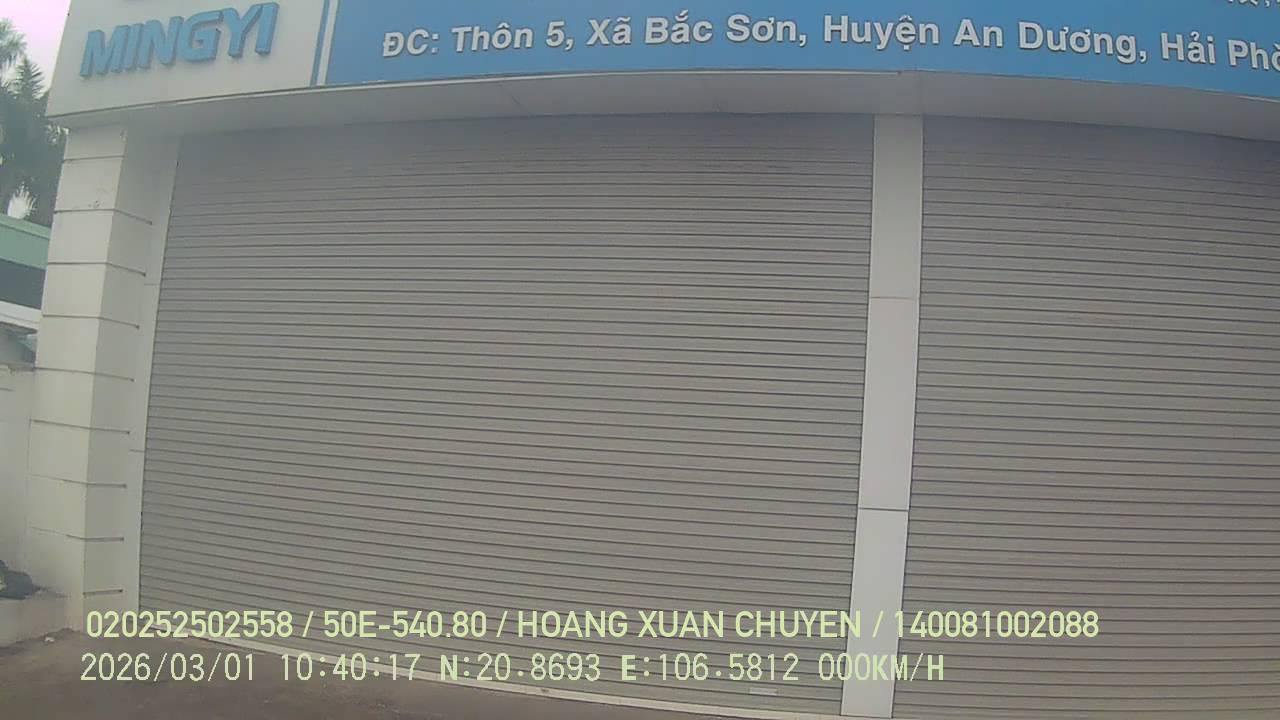 MINGYI
ĐC: Thôn 5, Xã Bắc Sơn, Huyện An Dương, Hải
020252502558 / 50E-540.80 / HOANG XUAN CHUYEN / 140081002088
2026/03/01 10:40:17 N:20.8693 E:106.5812 000KM/H